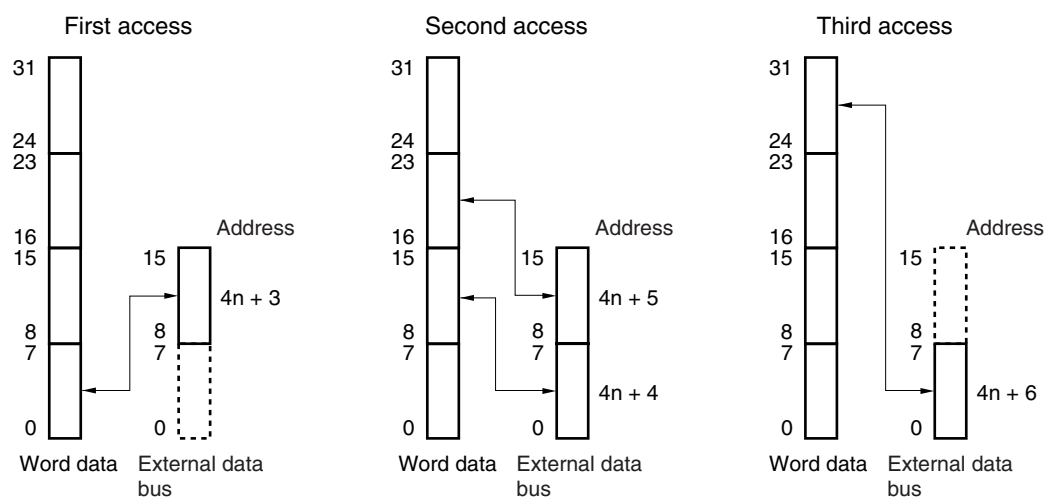 First access
31
24
23
16
15
8
7
0
Address
15
8
7
0
4n + 3
Word data
External data
bus
Second access
31
24
23
16
15
8
7
0
Address
15
8
7
0
4n + 5
4n + 4
Word data
External data
bus
Third access
31
24
23
16
15
8
7
0
Address
15
8
7
0
4n + 6
Word data
External data
bus